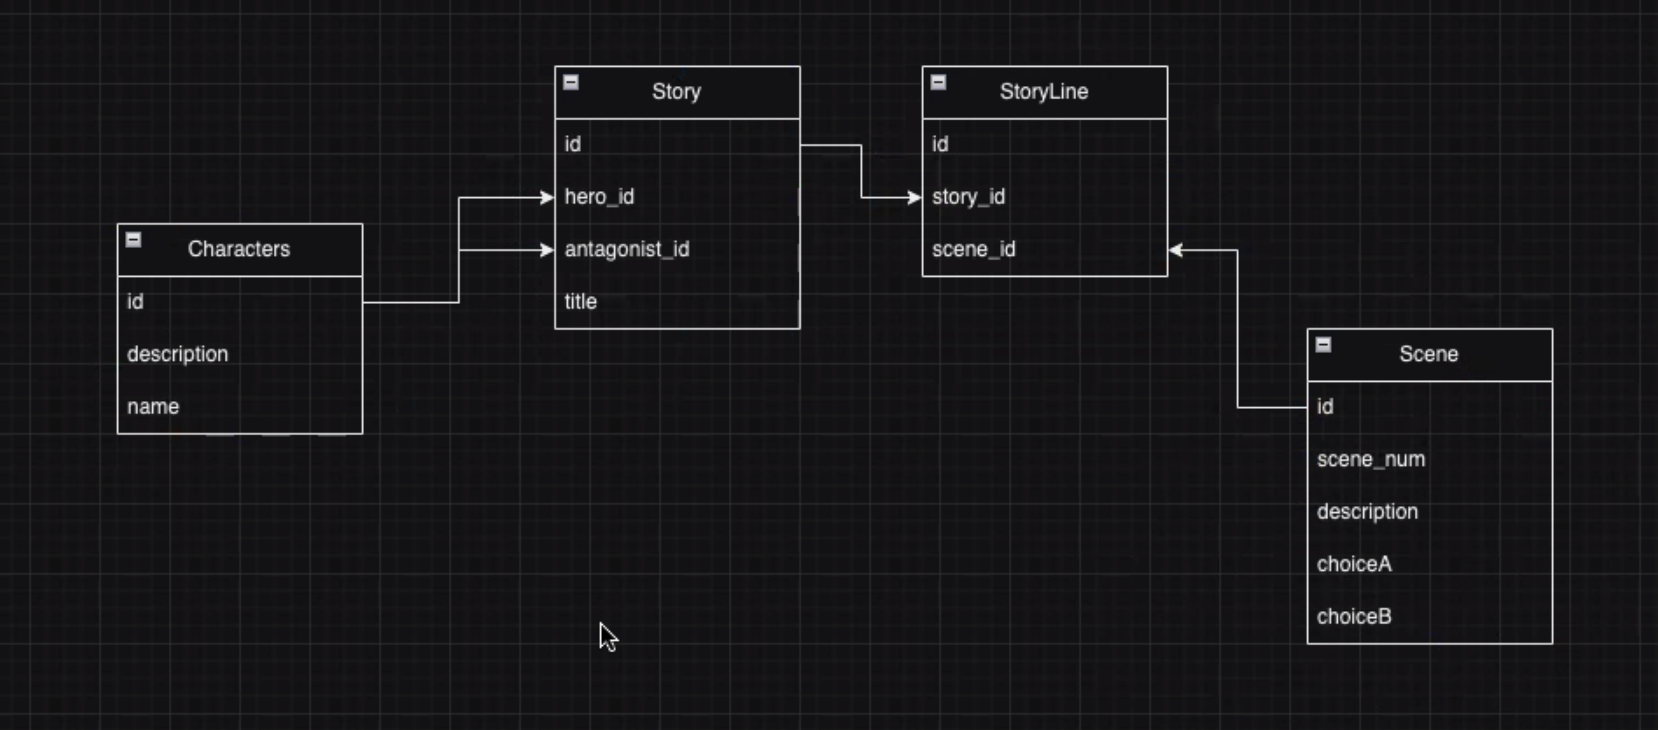 Characters
id
description
name
Story
id
hero_id
antagonist_id
title
StoryLine
id
story_id
scene_id
Scene
id
scene_num
description
choiceA
choiceB